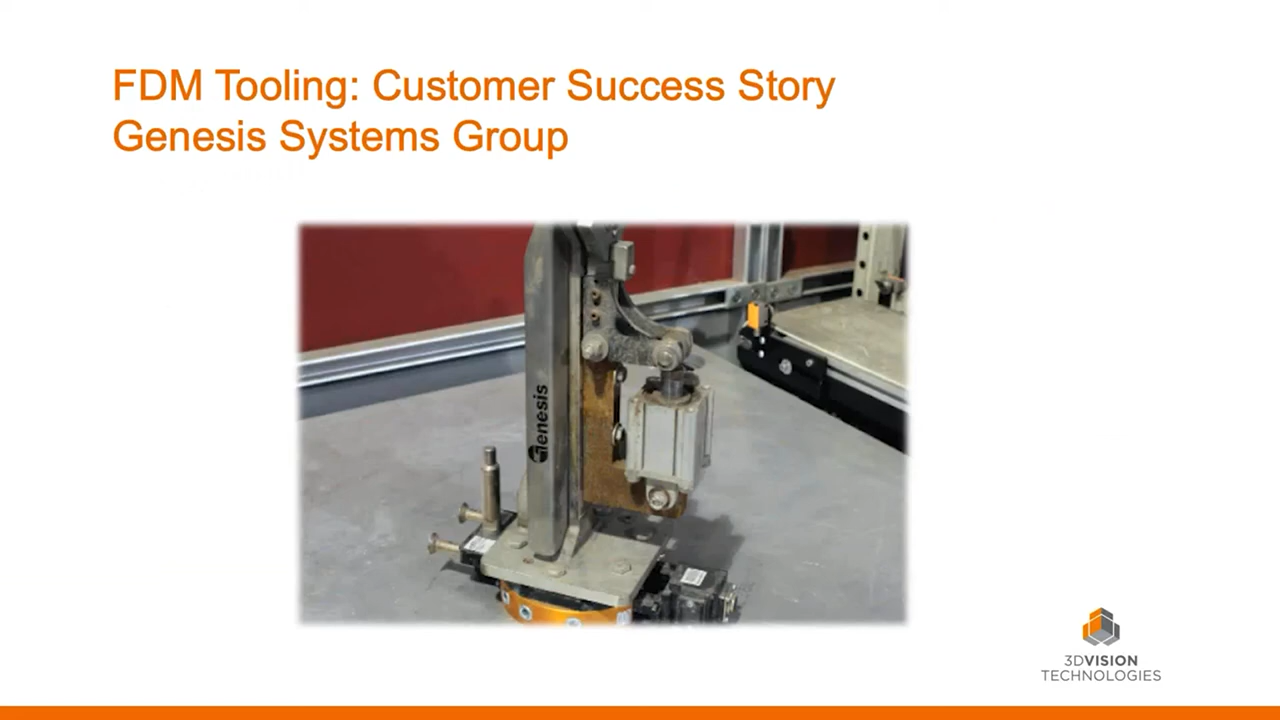 FDM Tooling: Customer Success Story
Genesis Systems Group
Genesis
3DVISION
TECHNOLOGIES